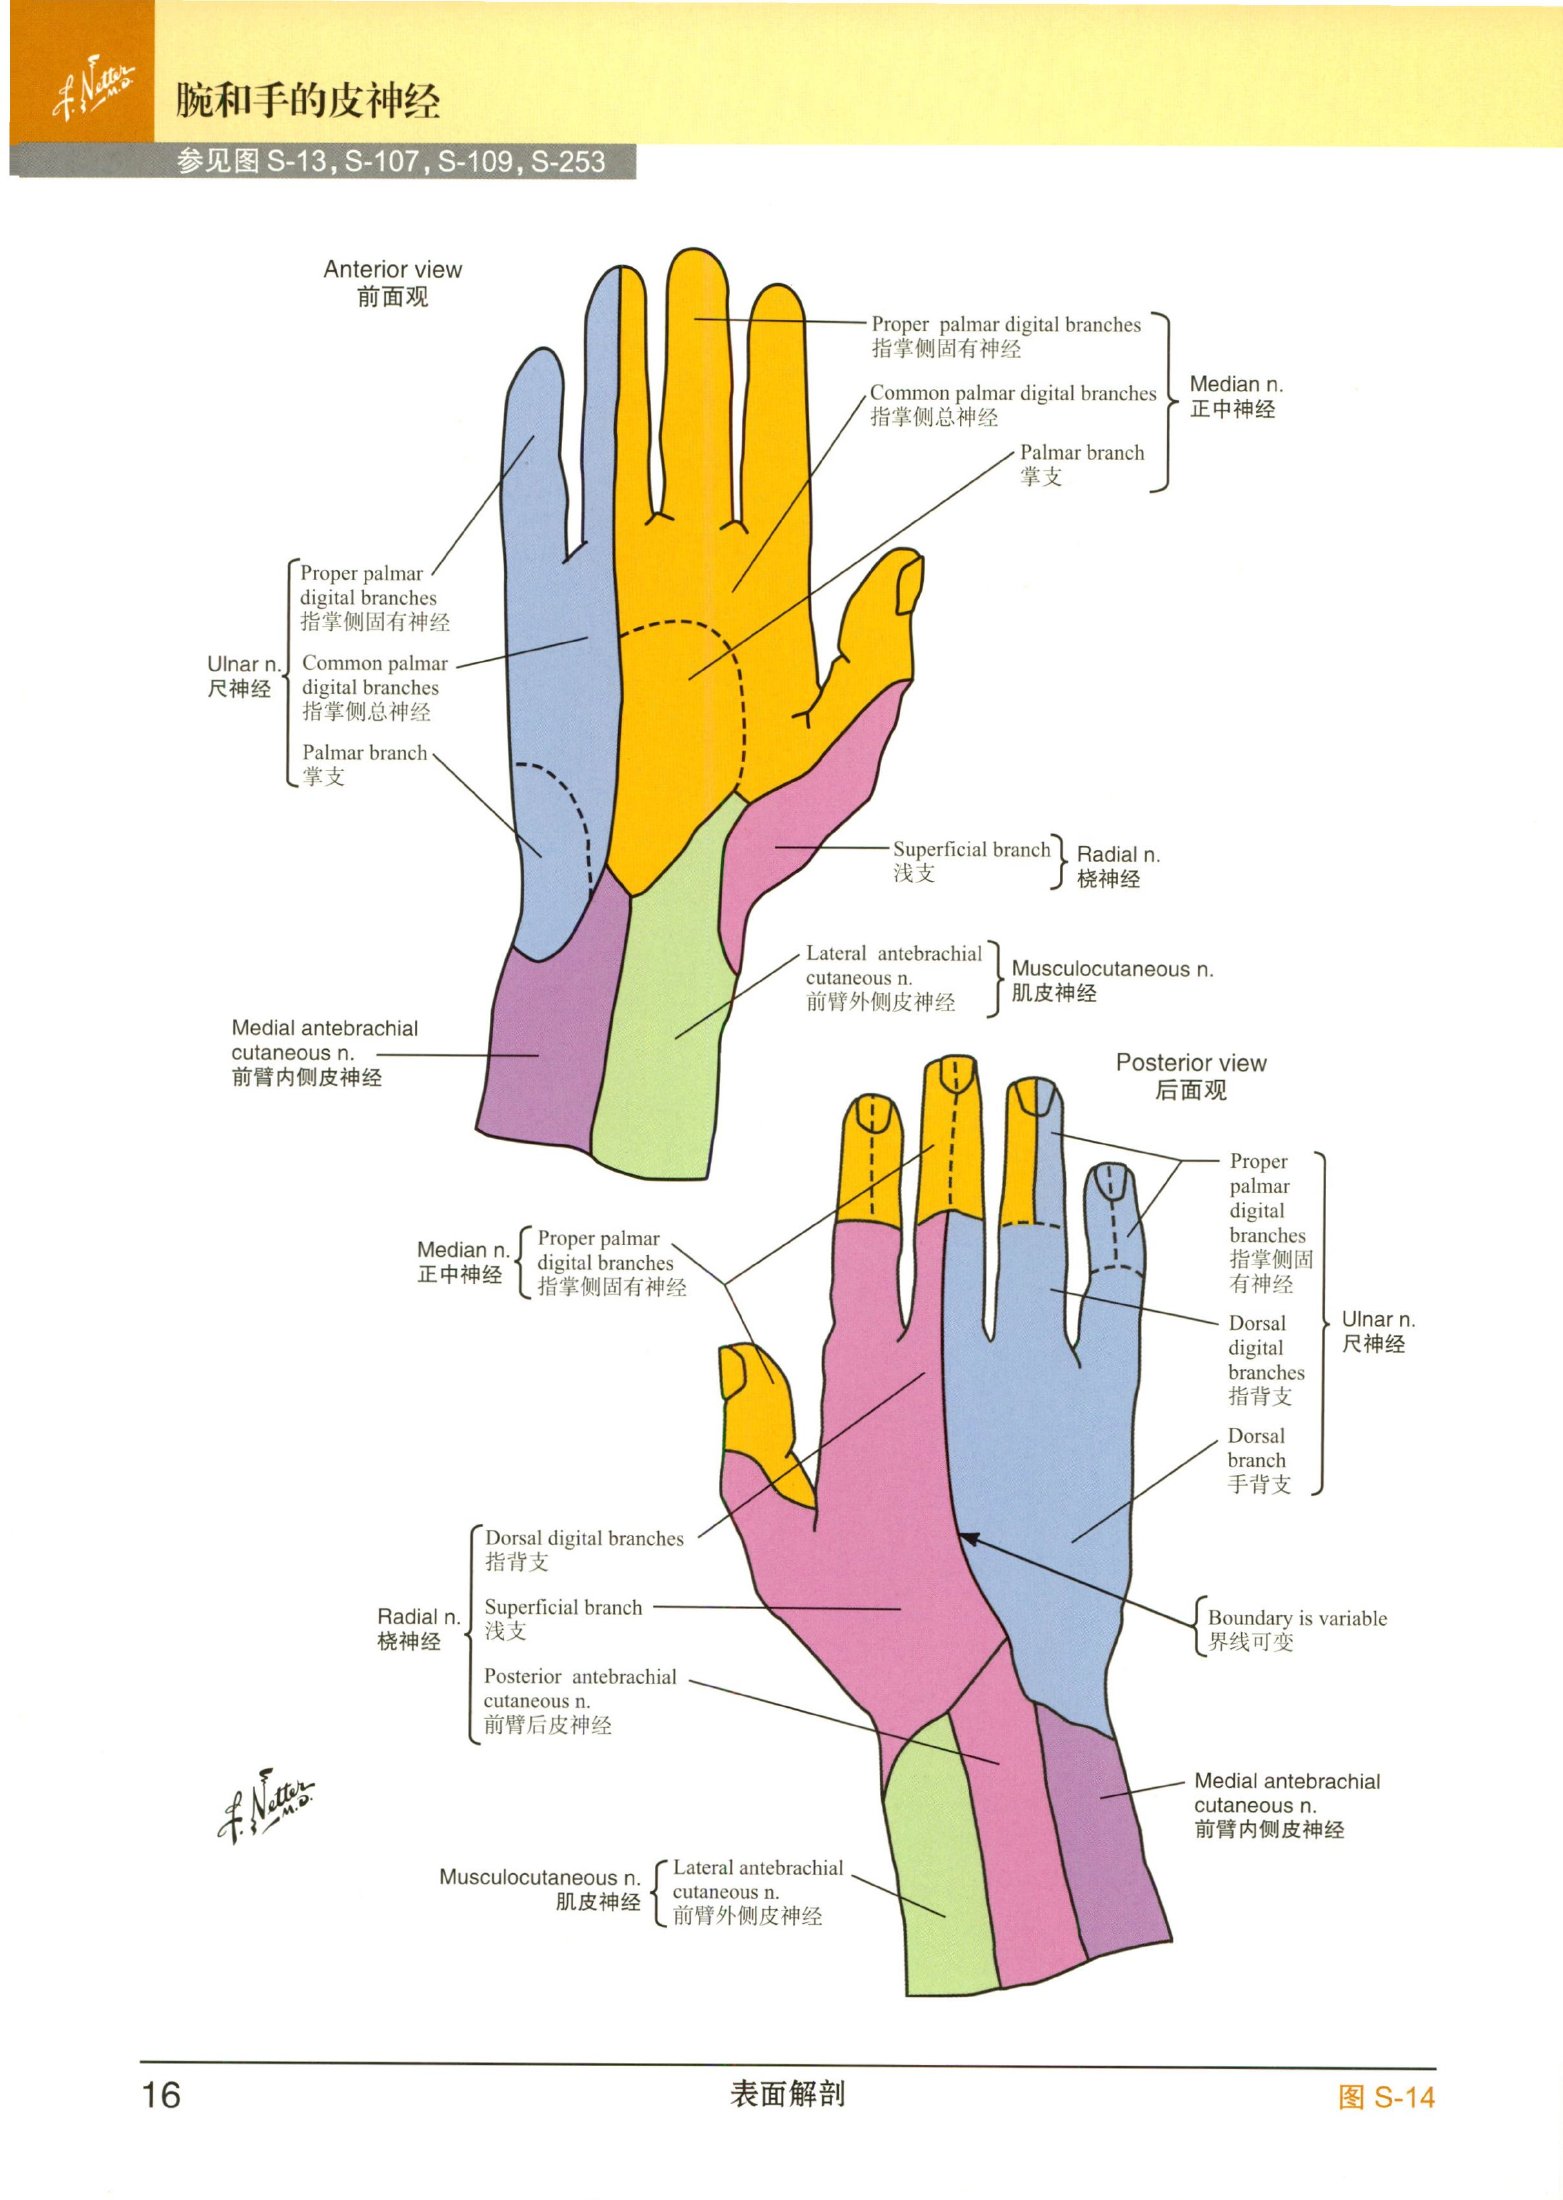 F. Netter M.D.
腕和手的皮神经
参见图 S-13, S-107, S-109, S-253
Anterior view
前面观
Proper palmar digital branches
指掌侧固有神经
Common palmar digital branches
指掌侧总神经
Palmar branch
掌支
Median n.
正中神经
Proper palmar
digital branches
指掌侧固有神经
Common palmar
digital branches
指掌侧总神经
Palmar branch
掌支
Ulnar n.
尺神经
Superficial branch
浅支
Radial n.
桡神经
Lateral antebrachial
cutaneous n.
前臂外侧皮神经
Musculocutaneous n.
肌皮神经
Medial antebrachial
cutaneous n.
前臂内侧皮神经
Posterior view
后面观
Proper
palmar
digital
branches
指掌侧固
有神经
Dorsal
digital
branches
指背支
Dorsal
branch
手背支
Ulnar n.
尺神经
Median n.
正中神经
Proper palmar
digital branches
指掌侧固有神经
Radial n.
桡神经
Dorsal digital branches
指背支
Superficial branch
浅支
Posterior antebrachial
cutaneous n.
前臂后皮神经
Boundary is variable
界线可变
Medial antebrachial
cutaneous n.
前臂内侧皮神经
Musculocutaneous n.
肌皮神经
Lateral antebrachial
cutaneous n.
前臂外侧皮神经
F. Netter M.D.
16
表面解剖
图 S-14